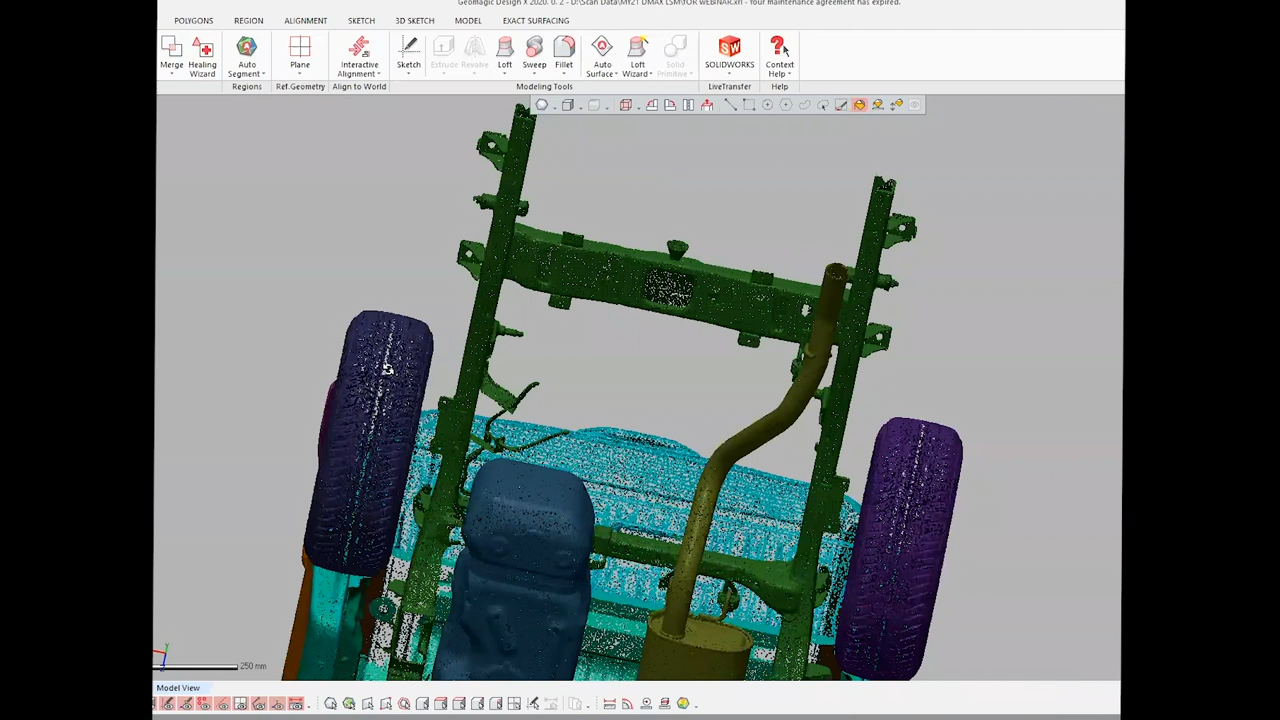 Geomagic Design X 2020. 0. 2 - D:\Scan Data\MY21 DMAX LSM\FOR WEBINAR.xrl - Your maintenance agreement has expired.
POLYGONS REGION ALIGNMENT SKETCH 3D SKETCH MODEL EXACT SURFACING
Merge Healing Wizard Auto Segment Plane Interactive Alignment Sketch Extrude Revolve Loft Sweep Fillet Auto Surface Loft Wizard Solid Primitive SOLIDWORKS Context Help
Regions Ref.Geometry Align to World Modeling Tools LiveTransfer Help
250 mm
Model View